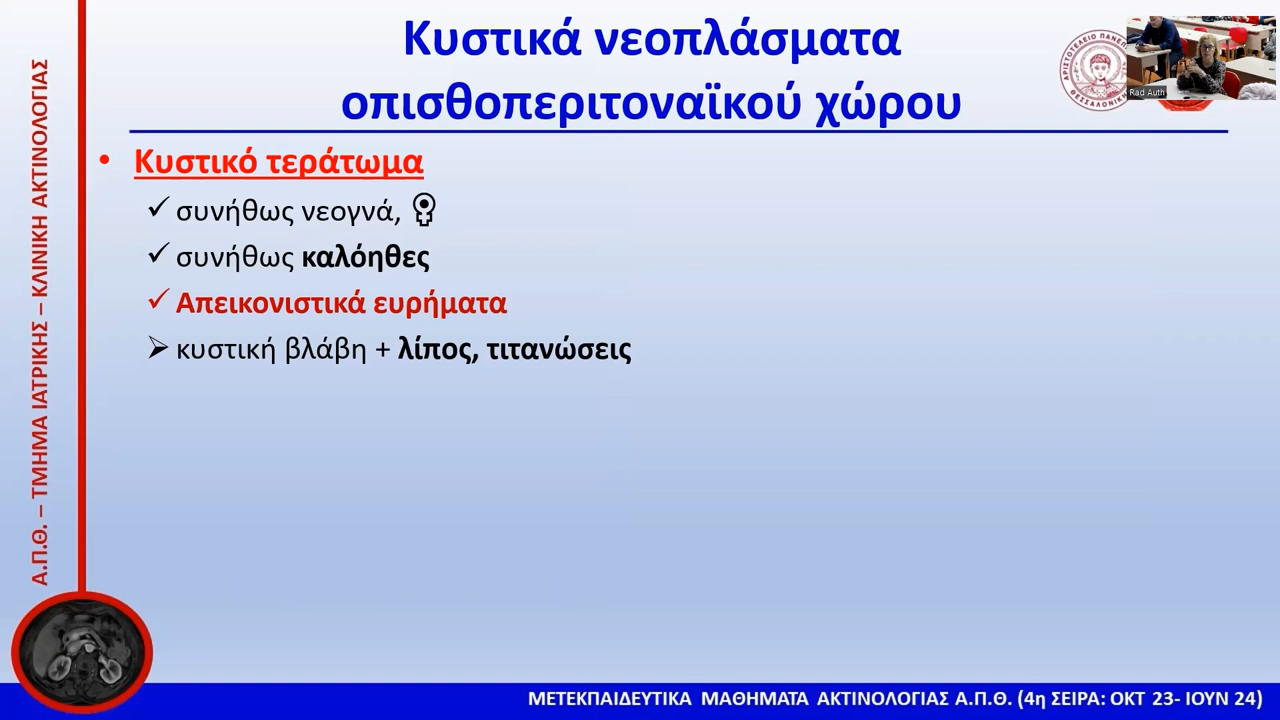 Κυστικά νεοπλάσματα
οπισθοπεριτοναϊκού χώρου
• Κυστικό τεράτωμα
✓ συνήθως νεογνά,
✓ συνήθως καλόηθες
✓ Απεικονιστικά ευρήματα
➢ κυστική βλάβη + λίπος, τιτανώσεις
Α.Π.Θ. – ΤΜΗΜΑ ΙΑΤΡΙΚΗΣ – ΚΛΙΝΙΚΗ ΑΚΤΙΝΟΛΟΓΙΑΣ
Rad Auth
ΜΕΤΕΚΠΑΙΔΕΥΤΙΚΑ ΜΑΘΗΜΑΤΑ ΑΚΤΙΝΟΛΟΓΙΑΣ Α.Π.Θ. (4η ΣΕΙΡΑ: ΟΚΤ 23- ΙΟΥΝ 24)